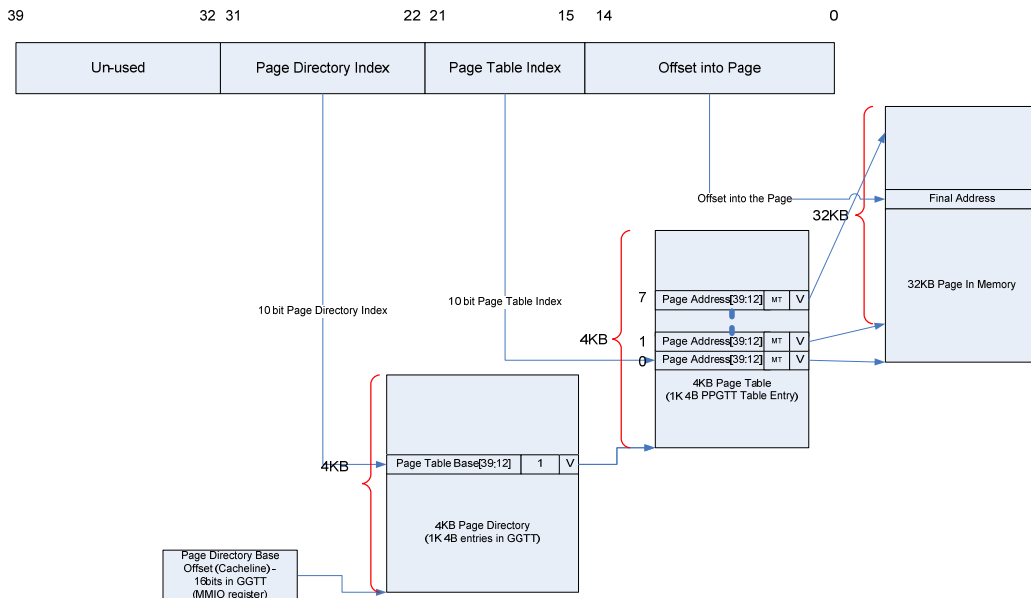 39 32 31 22 21 15 14 0
Un-used Page Directory Index Page Table Index Offset into Page
Offset into the Page
Final Address
32KB
32KB Page In Memory
10 bit Page Directory Index
10 bit Page Table Index
7 Page Address[39:12] MT V
4KB
1 Page Address[39:12] MT V
0 Page Address[39:12] MT V
4KB Page Table
(1K 4B PPGTT Table Entry)
4KB
Page Table Base[39:12] 1 V
4KB Page Directory
(1K 4B entries in GGTT)
Page Directory Base
Offset (Cacheline) -
16bits in GGTT
(MMIO register)